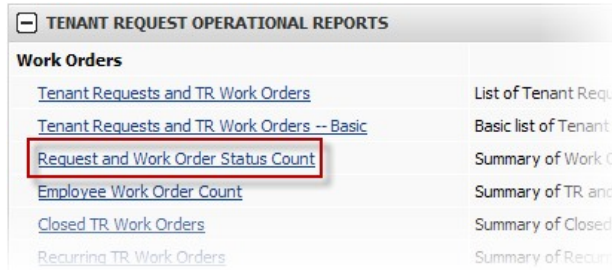 TENANT REQUEST OPERATIONAL REPORTS
Work Orders
Tenant Requests and TR Work Orders List of Tenant
Tenant Requests and TR Work Orders -- Basic Basic list of Tenant
Request and Work Order Status Count Summary of Work
Employee Work Order Count Summary of TR and
Closed TR Work Orders Summary of Closed
Recurring TR Work Orders Summary of